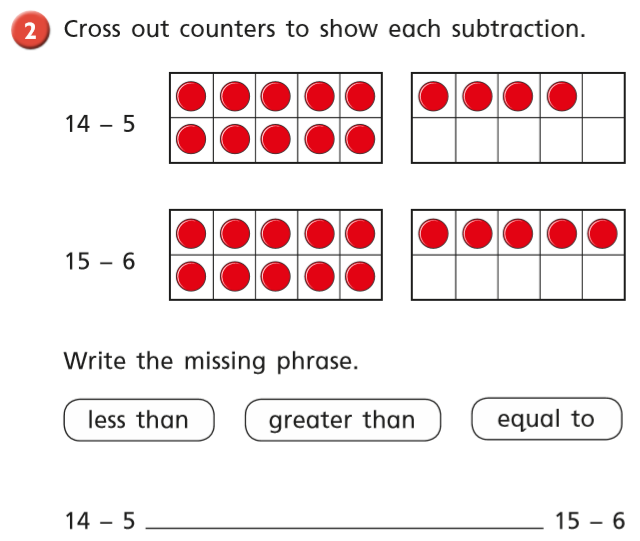 2 Cross out counters to show each subtraction.
14 – 5
15 – 6
Write the missing phrase.
less than greater than equal to
14 – 5 ______________________________ 15 – 6